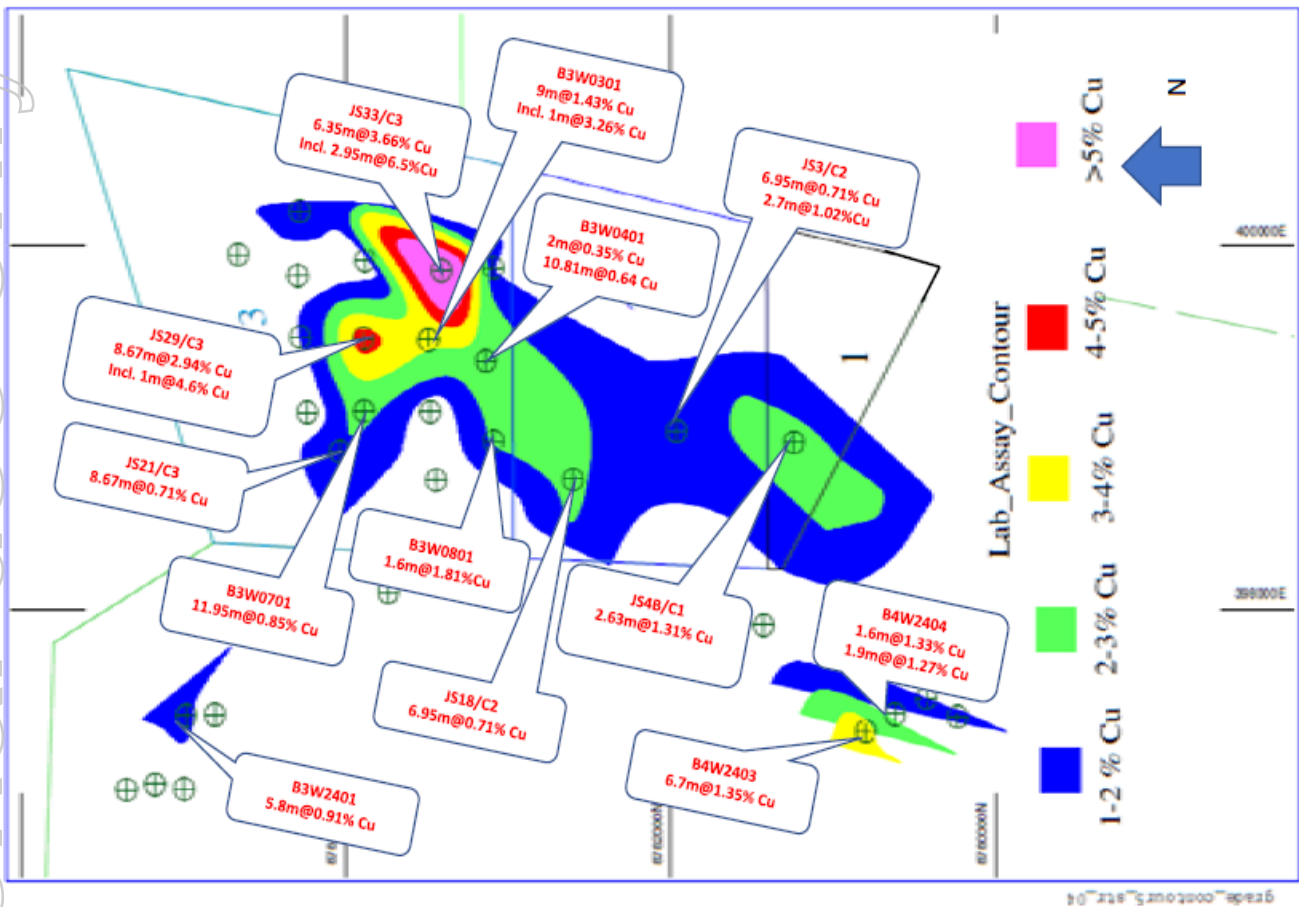 B3W0301
9m@1.43% Cu
Incl. 1m@3.26% Cu
JS33/C3
6.35m@3.66% Cu
Incl. 2.95m@6.5%Cu
JS3/C2
6.95m@0.71% Cu
2.7m@1.02%Cu
B3W0401
2m@0.35% Cu
10.81m@0.64 Cu
JS29/C3
8.67m@2.94% Cu
Incl. 1m@4.6% Cu
3
1
JS21/C3
8.67m@0.71% Cu
B3W0801
1.6m@1.81%Cu
B3W0701
11.95m@0.85% Cu
JS4B/C1
2.63m@1.31% Cu
B4W2404
1.6m@1.33% Cu
1.9m@@1.27% Cu
JS18/C2
6.95m@0.71% Cu
B4W2403
6.7m@1.35% Cu
B3W2401
5.8m@0.91% Cu
400000E
398000E
6762000N
6760000N
N
Lab_Assay_Contour
1-2 % Cu
2-3% Cu
3-4% Cu
4-5% Cu
>5% Cu
grade_contour5_str_04